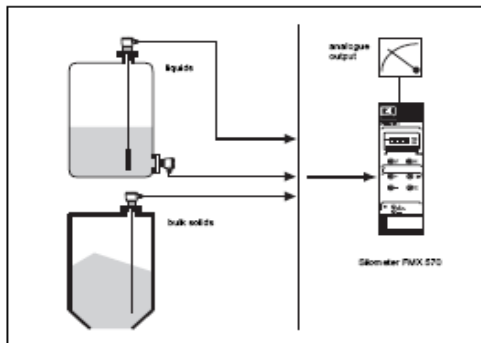 analogue
output
liquids
bulk solids
Silometer FMX 570